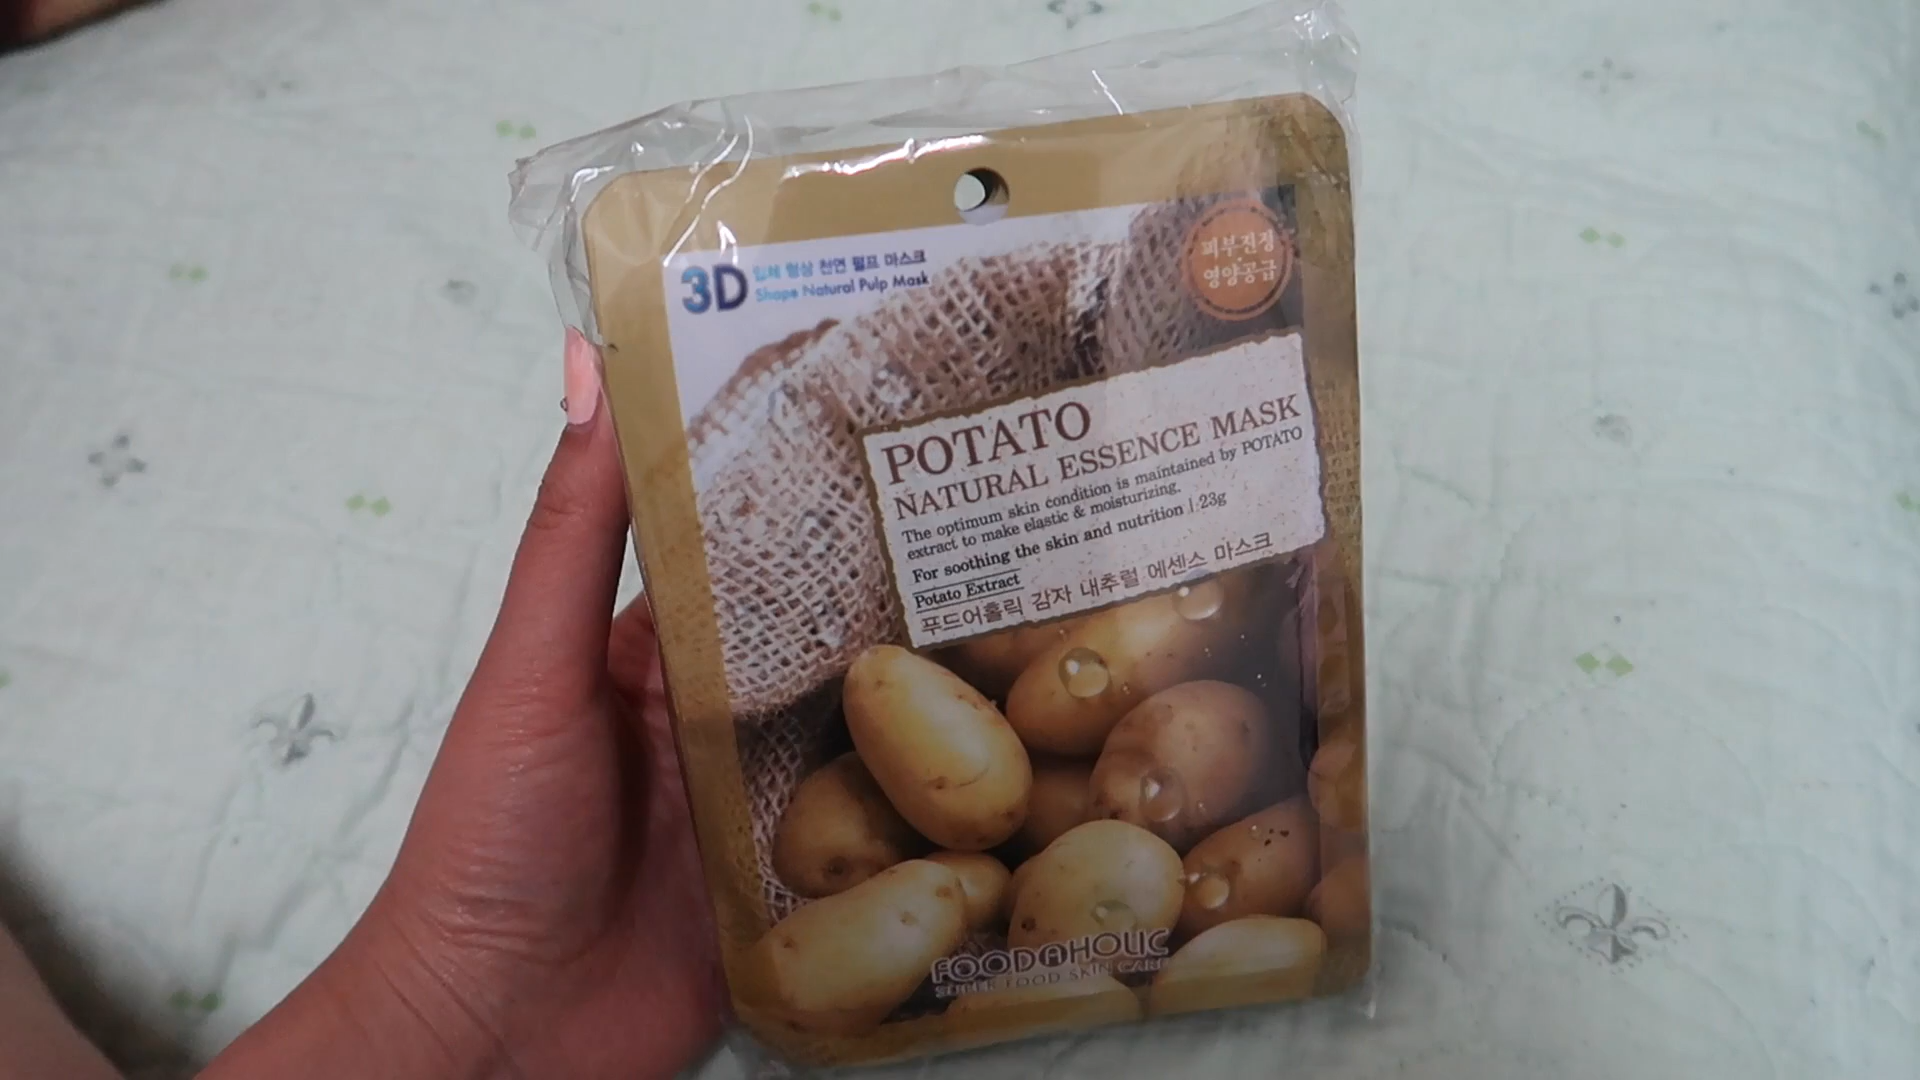 3D
입체 형상 천연 펄프 마스크
Shape Natural Pulp Mask
피부진정
영양공급
POTATO
NATURAL ESSENCE MASK
The optimum skin condition is maintained by POTATO
extract to make elastic & moisturizing.
For soothing the skin and nutrition | 23g
Potato Extract
푸드어홀릭 감자 내추럴 에센스 마스크
FOODAHOLIC
SUPER FOOD SKIN CARE